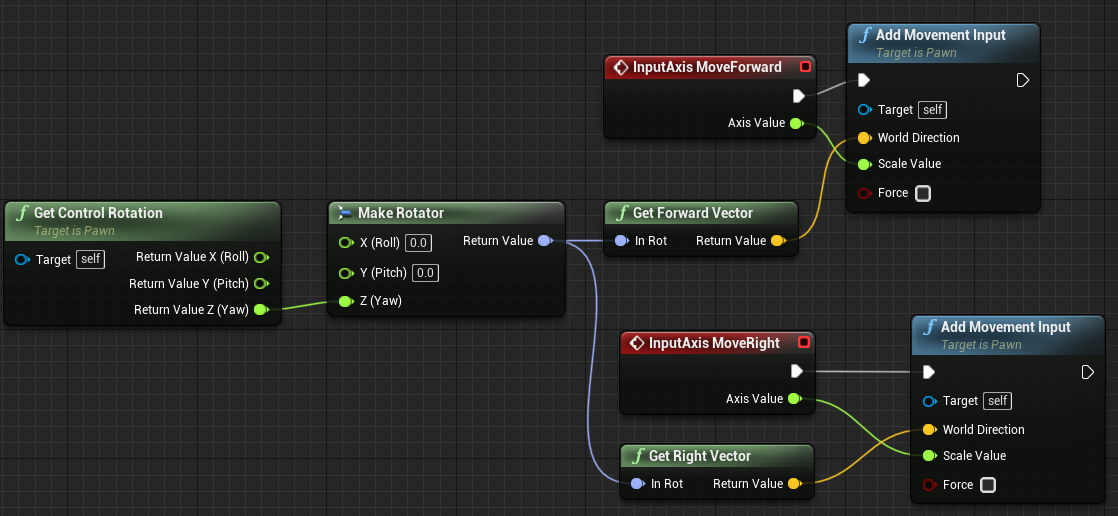 Add Movement Input
Target is Pawn
Target self
World Direction
Scale Value
Force
InputAxis MoveForward
Axis Value
Get Control Rotation
Target is Pawn
Target self
Return Value X (Roll)
Return Value Y (Pitch)
Return Value Z (Yaw)
Make Rotator
X (Roll) 0.0 Return Value
Y (Pitch) 0.0
Z (Yaw)
f Get Forward Vector
In Rot Return Value
InputAxis MoveRight
Axis Value
f Get Right Vector
In Rot Return Value
f Add Movement Input
Target is Pawn
Target self
World Direction
Scale Value
Force